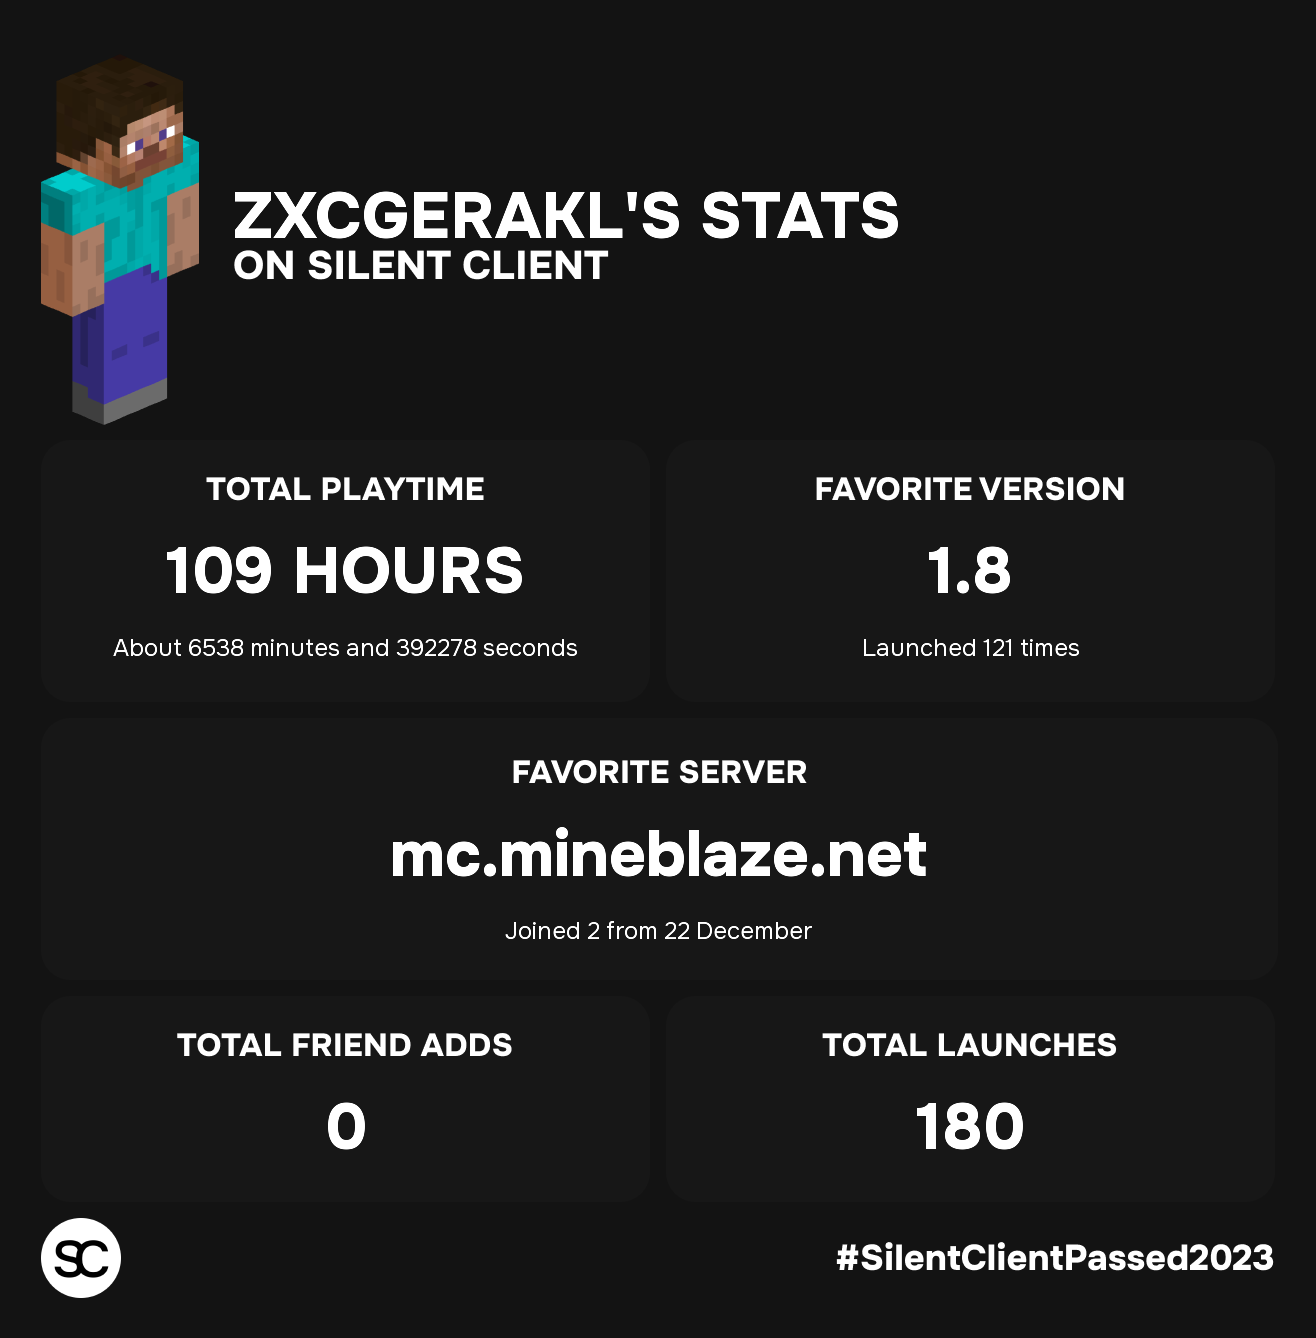 ZXCGERAKL'S STATS
ON SILENT CLIENT
TOTAL PLAYTIME
109 HOURS
About 6538 minutes and 392278 seconds
FAVORITE VERSION
1.8
Launched 121 times
FAVORITE SERVER
mc.mineblaze.net
Joined 2 from 22 December
TOTAL FRIEND ADDS
0
TOTAL LAUNCHES
180
SC
#SilentClientPassed2023